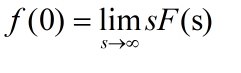 f(0) = lim sF(s)
s→∞